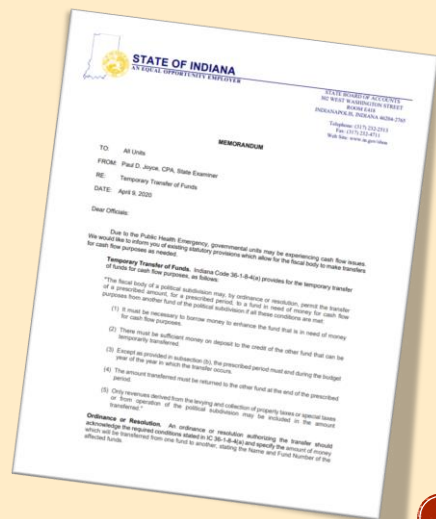 STATE OF INDIANA
AN EQUAL OPPORTUNITY EMPLOYER
STATE BOARD OF ACCOUNTS
302 WEST WASHINGTON STREET
ROOM E418
INDIANAPOLIS, INDIANA 46204-2765
Telephone: (317) 232-2513
Fax: (317) 232-4711
Web Site: www.in.gov/sboa
MEMORANDUM
TO: All Units
FROM: Paul D. Joyce, CPA, State Examiner
RE: Temporary Transfer of Funds
DATE: April 9, 2020
Dear Officials:
Due to the Public Health Emergency, governmental units may be experiencing cash flow issues.
We would like to inform you of existing statutory provisions which allow for the fiscal body to make transfers
for cash flow purposes as needed.
Temporary Transfer of Funds. Indiana Code 36-1-8-4(a) provides for the temporary transfer
of funds for cash flow purposes, as follows:
"The fiscal body of a political subdivision may, by ordinance or resolution, permit the transfer
of a prescribed amount, for a prescribed period, to a fund in need of money for cash flow
purposes from another fund of the political subdivision if all these conditions are met:
(1) It must be necessary to borrow money to enhance the fund that is in need of money
for cash flow purposes.
(2) There must be sufficient money on deposit to the credit of the other fund that can be
temporarily transferred.
(3) Except as provided in subsection (b), the prescribed period must end during the budget
year of the year in which the transfer occurs.
(4) The amount transferred must be returned to the other fund at the end of the prescribed
period.
(5) Only revenues derived from the levying and collection of property taxes or special taxes
or from operation of the political subdivision may be included in the amount
transferred."
Ordinance or Resolution. An ordinance or resolution authorizing the transfer should
acknowledge the required conditions stated in IC 36-1-8-4(a) and specify the amount of money
which will be transferred from one fund to another, stating the Name and Fund Number of the
affected funds.